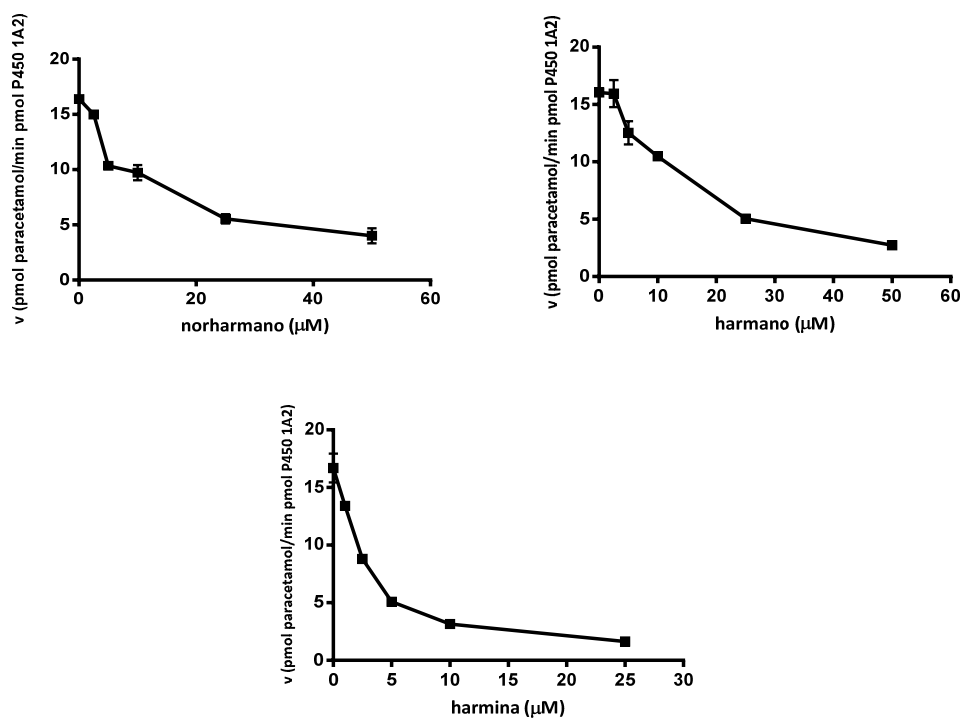 v (pmol paracetamol/min pmol P450 1A2)
20
15
10
5
0
0 20 40 60
norharmano (μM)
v (pmol paracetamol/min pmol P450 1A2)
20
15
10
5
0
0 10 20 30 40 50 60
harmano (μM)
v (pmol paracetamol/min pmol P450 1A2)
20
15
10
5
0
0 5 10 15 20 25 30
harmina (μM)